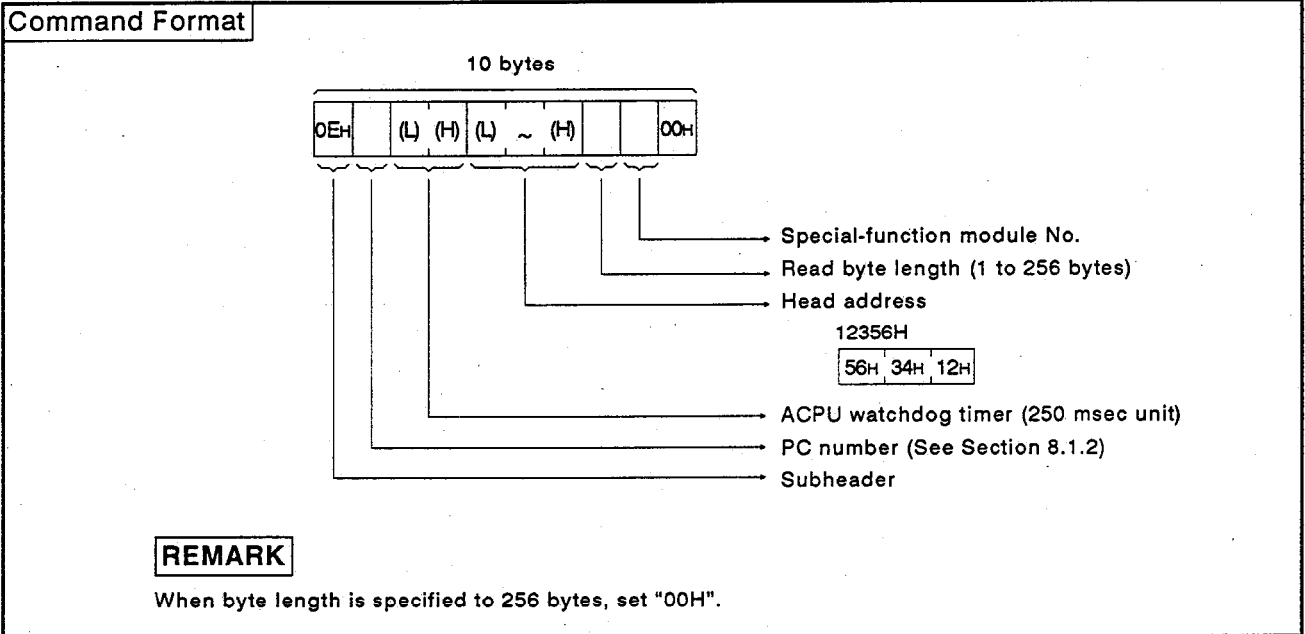 Command Format
10 bytes
0EH (L) (H) (L) ~ (H) 00H
Special-function module No.
Read byte length (1 to 256 bytes)
Head address
12356H
56H 34H 12H
ACPU watchdog timer (250 msec unit)
PC number (See Section 8.1.2)
Subheader
REMARK
When byte length is specified to 256 bytes, set "00H".